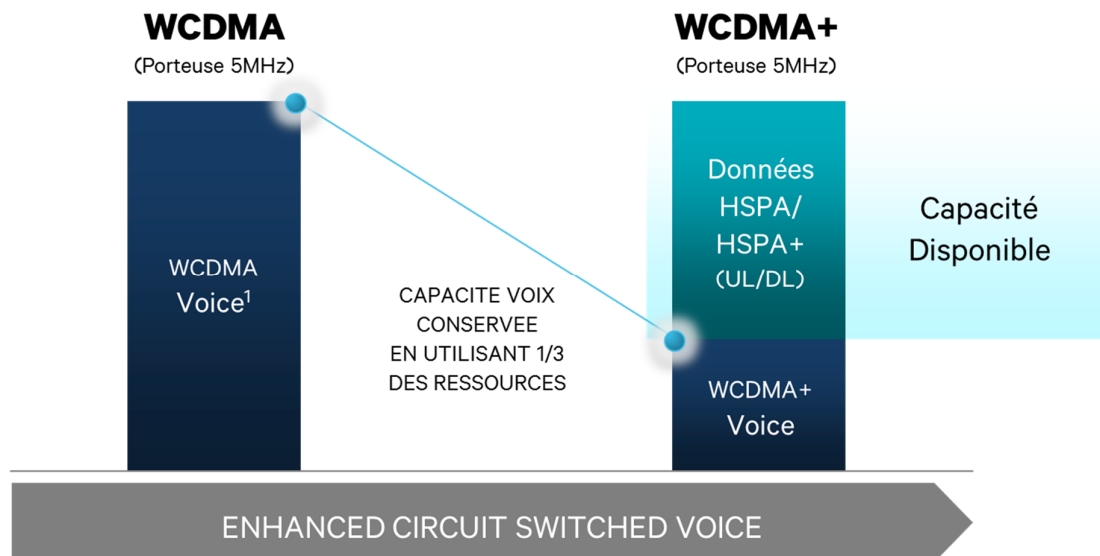 WCDMA
(Porteuse 5MHz)
WCDMA+
(Porteuse 5MHz)
WCDMA
Voice¹
CAPACITE VOIX
CONSERVEE
EN UTILISANT 1/3
DES RESSOURCES
Données
HSPA/
HSPA+
(UL/DL)
WCDMA+
Voice
Capacité
Disponible
ENHANCED CIRCUIT SWITCHED VOICE